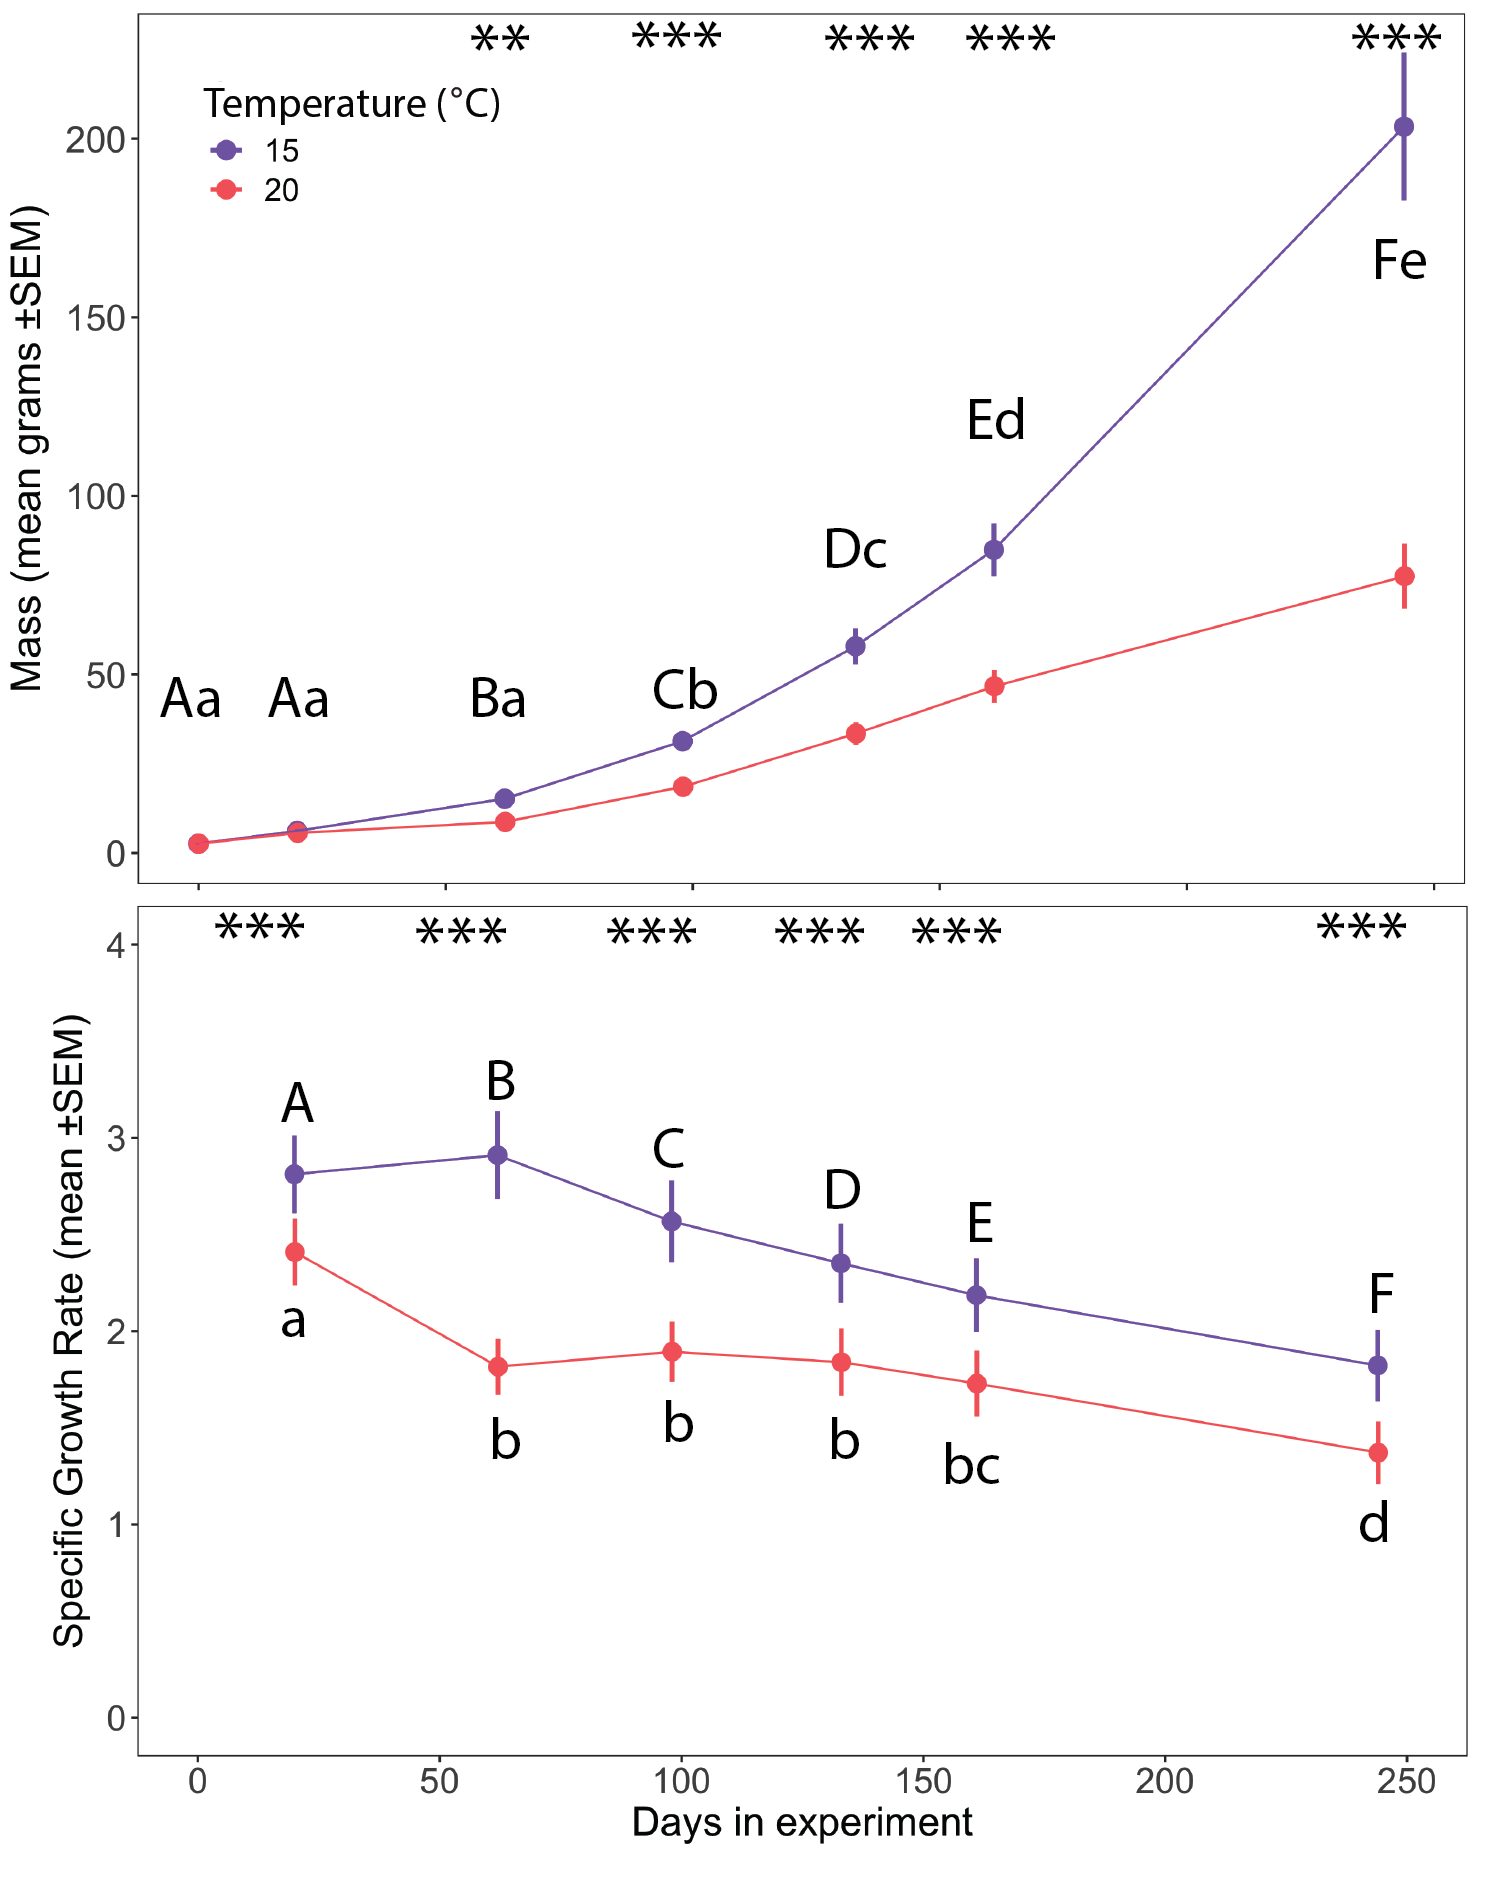 ** *** *** *** ***
Temperature (°C)
15
20
Mass (mean grams ±SEM)
200
150
100
50
0
Aa Aa Ba Cb Dc Ed Fe
*** *** *** *** *** ***
Specific Growth Rate (mean ±SEM)
4
3
2
1
0
A B C D E F
a b b b bc d
0 50 100 150 200 250
Days in experiment